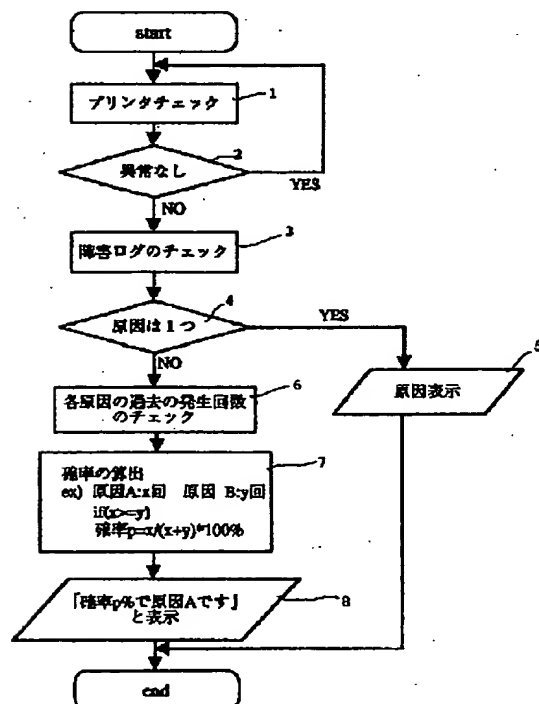 start
プリンタチェック
1
異常なし
2
YES
NO
障害ログのチェック
3
原因は1つ
4
YES
NO
5
原因表示
各原因の過去の発生回数
のチェック
6
確率の算出
ex) 原因A:x回 原因 B:y回
if(x>=y)
確率p=x/(x+y)*100%
7
「確率p%で原因Aです」
と表示
8
end